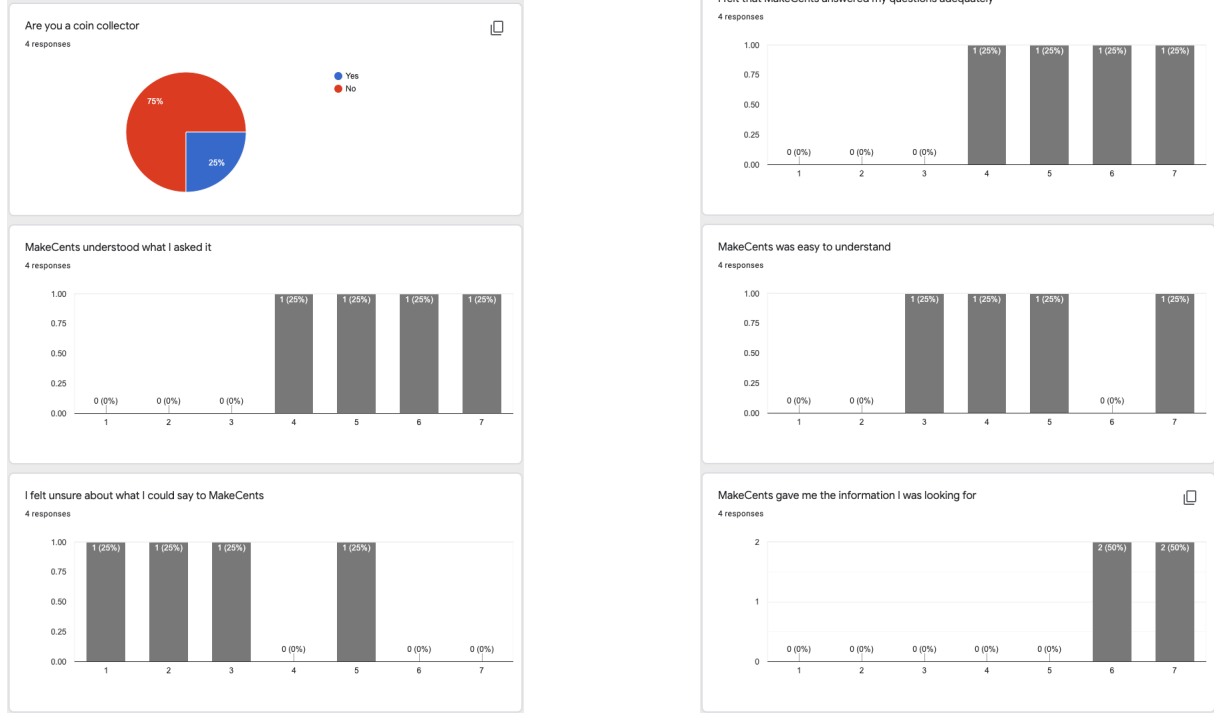 Are you a coin collector
4 responses
Yes
No
75%
25%
MakeCents understood what I asked it
4 responses
1.00
0.75
0.50
0.25
0.00
0 (0%) 0 (0%) 0 (0%) 1 (25%) 1 (25%) 1 (25%) 1 (25%)
1 2 3 4 5 6 7
I felt unsure about what I could say to MakeCents
4 responses
1.00
0.75
0.50
0.25
0.00
1 (25%) 1 (25%) 1 (25%) 0 (0%) 1 (25%) 0 (0%) 0 (0%)
1 2 3 4 5 6 7
I felt that MakeCents answered my questions adequately
4 responses
1.00
0.75
0.50
0.25
0.00
0 (0%) 0 (0%) 0 (0%) 1 (25%) 1 (25%) 1 (25%) 1 (25%)
1 2 3 4 5 6 7
MakeCents was easy to understand
4 responses
1.00
0.75
0.50
0.25
0.00
0 (0%) 0 (0%) 1 (25%) 1 (25%) 1 (25%) 0 (0%) 1 (25%)
1 2 3 4 5 6 7
MakeCents gave me the information I was looking for
4 responses
2
1
0
0 (0%) 0 (0%) 0 (0%) 0 (0%) 0 (0%) 2 (50%) 2 (50%)
1 2 3 4 5 6 7